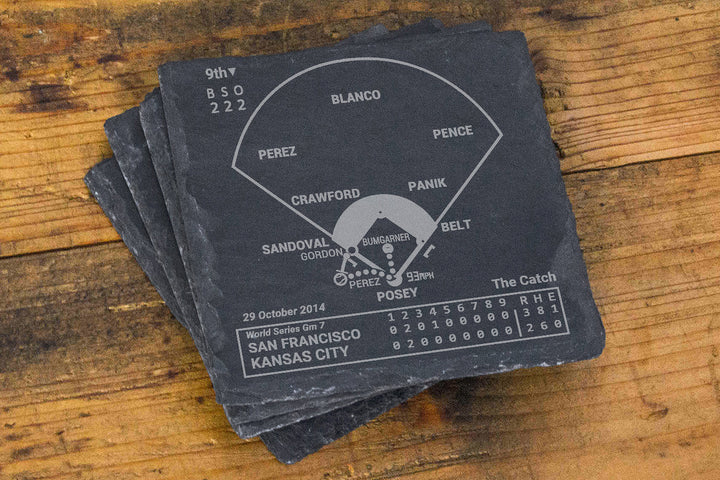 9th▼
B S O
2 2 2
BLANCO
PEREZ
PENCE
CRAWFORD
PANIK
SANDOVAL
GORDON
BUMGARNER
BELT
PEREZ
93MPH
POSEY
29 October 2014
The Catch
World Series Gm 7
1 2 3 4 5 6 7 8 9 R H E
SAN FRANCISCO 0 2 0 1 0 0 0 0 0 3 8 1
KANSAS CITY 0 2 0 0 0 0 0 0 0 2 6 0